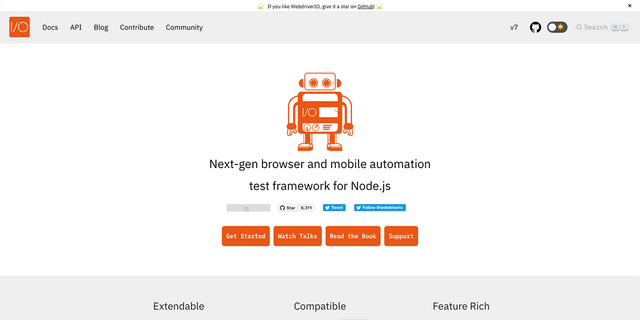 ⭐️ If you like WebdriverIO, give it a star on GitHub! ⭐️ ×
I/O Docs API Blog Contribute Community v7 Search ⌘ K
I/O
Next-gen browser and mobile automation
test framework for Node.js
Star 6,311 Tweet Follow @webdriverio
Get Started Watch Talks Read the Book Support
Extendable Compatible Feature Rich